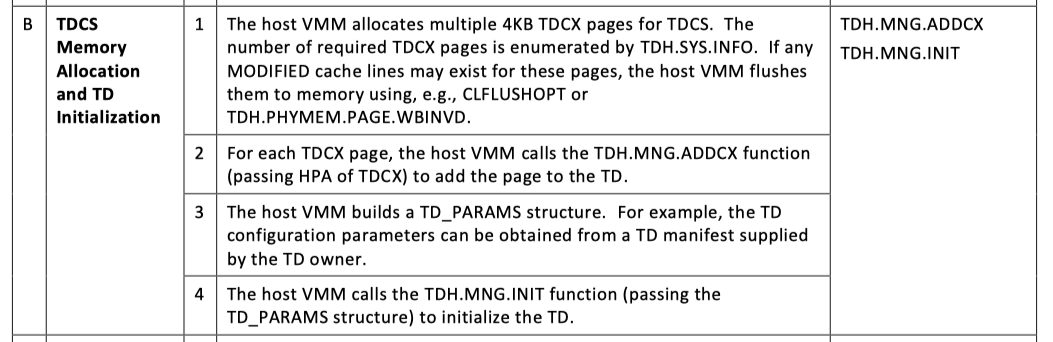 B
TDCS
Memory
Allocation
and TD
Initialization
1
The host VMM allocates multiple 4KB TDCX pages for TDCS.  The
number of required TDCX pages is enumerated by TDH.SYS.INFO.  If any
MODIFIED cache lines may exist for these pages, the host VMM flushes
them to memory using, e.g., CLFLUSHOPT or
TDH.PHYMEM.PAGE.WBINVD.
2
For each TDCX page, the host VMM calls the TDH.MNG.ADDCX function
(passing HPA of TDCX) to add the page to the TD.
3
The host VMM builds a TD_PARAMS structure.  For example, the TD
configuration parameters can be obtained from a TD manifest supplied
by the TD owner.
4
The host VMM calls the TDH.MNG.INIT function (passing the
TD_PARAMS structure) to initialize the TD.
TDH.MNG.ADDCX
TDH.MNG.INIT